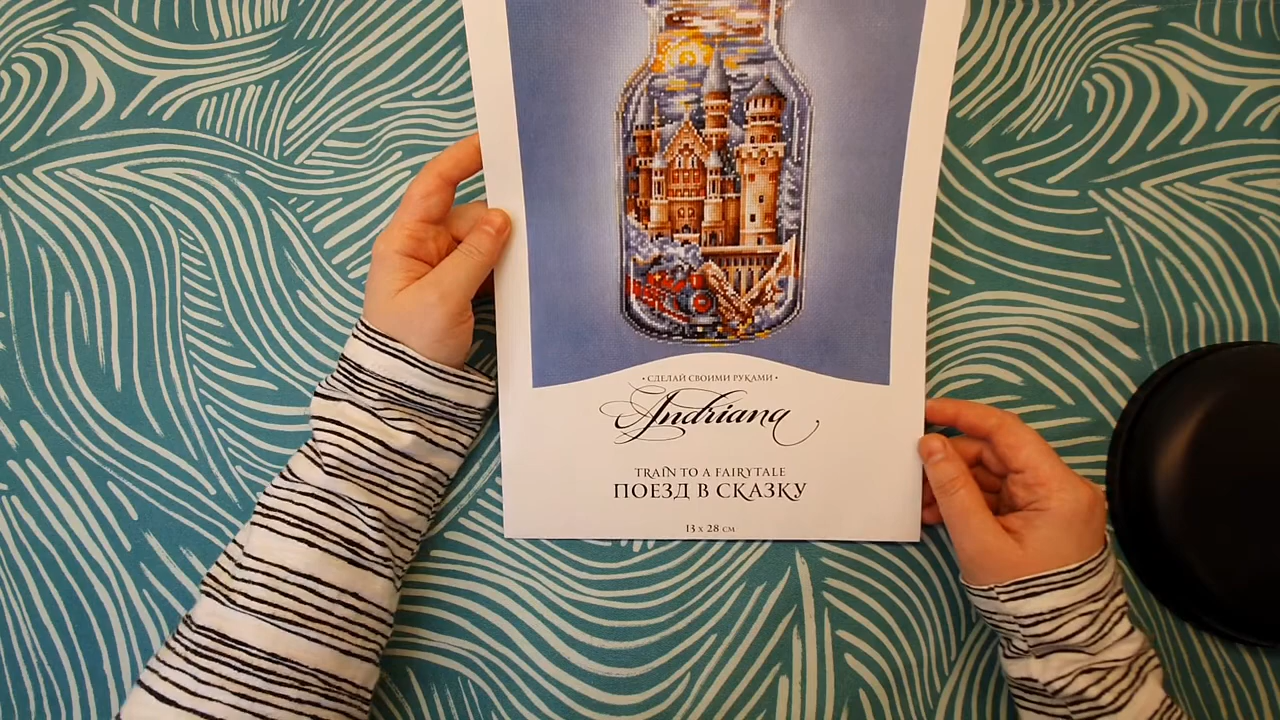 • СДЕЛАЙ СВОИМИ РУКАМИ •
Andriana
TRAIN TO A FAIRYTALE
ПОЕЗД В СКАЗКУ
13 x 28 см